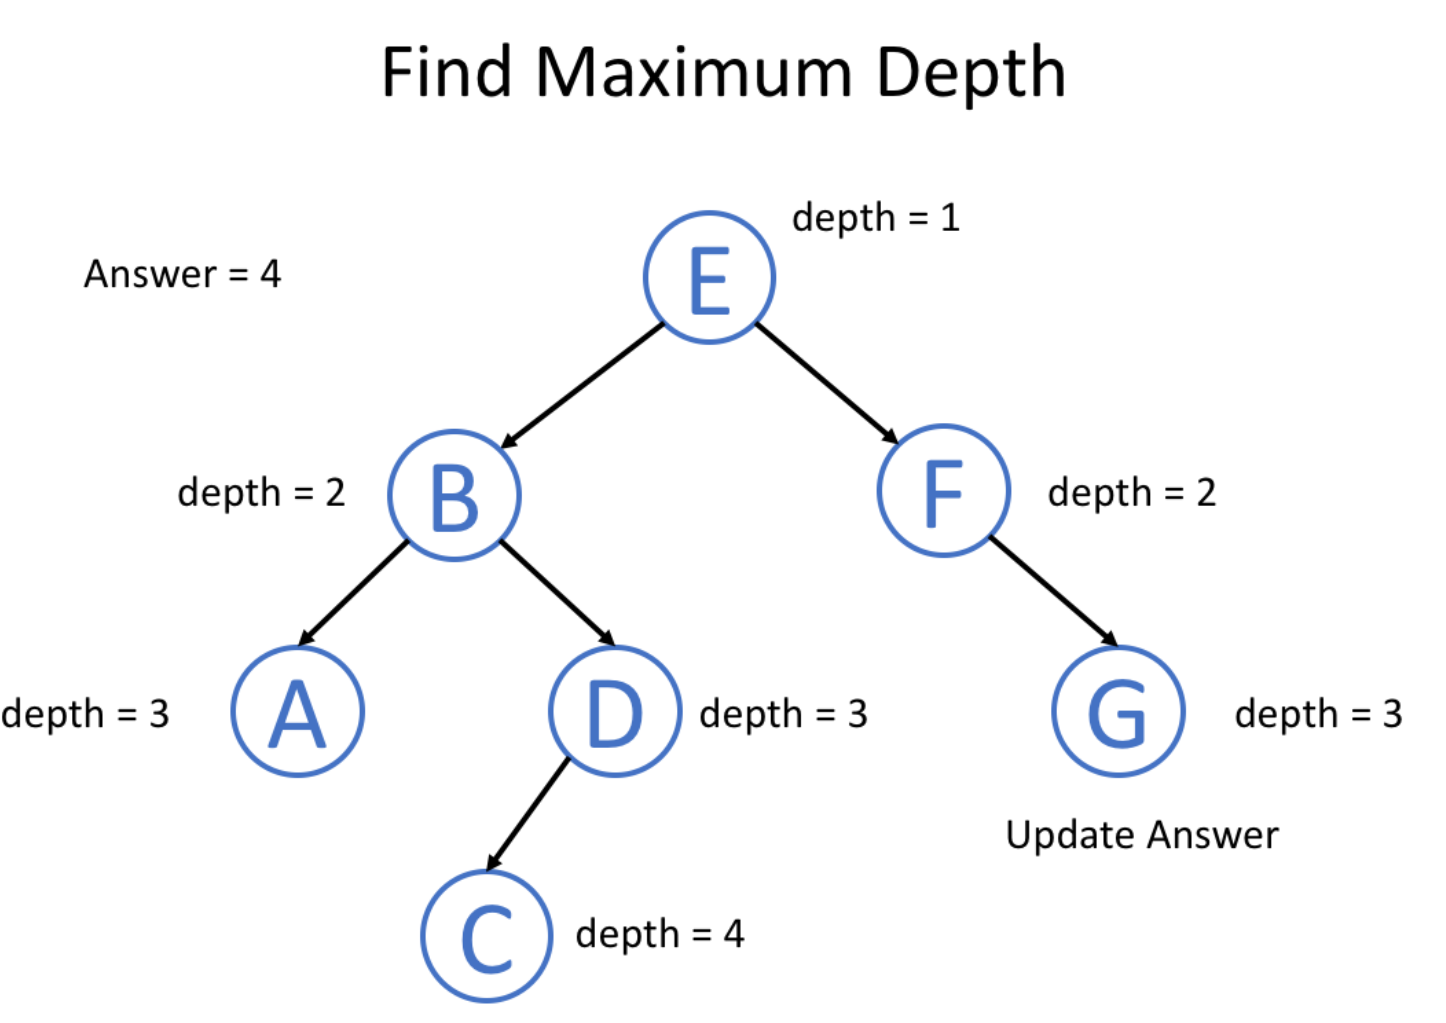 Find Maximum Depth
depth = 1
Answer = 4
E
depth = 2
B
F
depth = 2
depth = 3
A
D
depth = 3
G
depth = 3
Update Answer
C
depth = 4